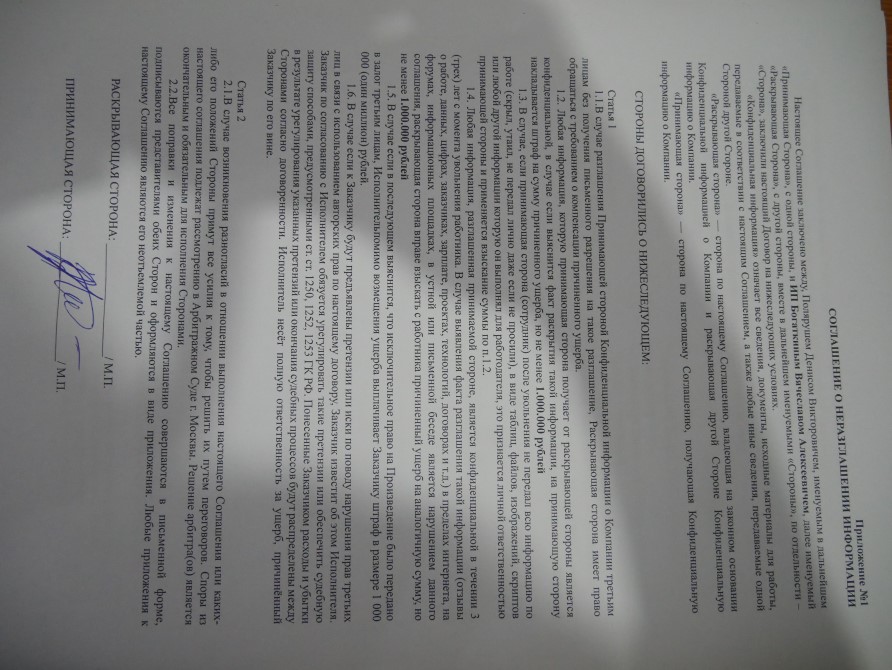 Приложение №1
СОГЛАШЕНИЕ О НЕРАЗГЛАШЕНИИ ИНФОРМАЦИИ
Настоящее Соглашение заключено между, Полярушем Денисом Викторовичем, именуемым в дальнейшем
«Принимающая Сторона», с одной стороны, и ИП Богаткиным Вячеславом Алексеевичем, далее именуемый
«Раскрывающая Сторона», с другой стороны, вместе в дальнейшем именуемыми «Стороны», по отдельности –
«Сторона», заключили настоящий Договор на нижеследующих условиях.
«Конфиденциальная информация» означает все сведения, документы, исходные материалы для работы,
передаваемые в соответствии с настоящим Соглашением, а также любые иные сведения, передаваемые одной
Стороной другой Стороне.
«Раскрывающая сторона» — сторона по настоящему Соглашению, владеющая на законном основании
Конфиденциальной информацией о Компании и раскрывающая другой Стороне Конфиденциальную
информацию о Компании.
«Принимающая сторона» — сторона по настоящему Соглашению, получающая Конфиденциальную
информацию о Компании.
СТОРОНЫ ДОГОВОРИЛИСЬ О НИЖЕСЛЕДУЮЩЕМ:
Статья 1
1.1.В случае разглашения Принимающей стороной Конфиденциальной информации о Компании третьим
лицам без получения письменного разрешения на такое разглашение, Раскрывающая сторона имеет право
обращаться с требованием о компенсации причиненного ущерба.
1.2. Любая информация, которую принимающая сторона получает от раскрывающей стороны является
конфиденциальной, в случае если выяснится факт раскрытия такой информации, на принимающую сторону
накладывается штраф на сумму причиненного ущерба, но не менее 1.000.000 рублей
1.3. В случае, если принимающая сторона (сотрудник) после увольнения не передал всю информацию по
работе (скрыл, утаил, не передал лично даже если не просили), в виде таблиц, файлов, изображений, скриптов
или любой другой информации которую он выполнял для работодателя, это признается личной ответственностью
принимающей стороны и применяется взыскание суммы по п.1.2.
1.4. Любая информация, разглашенная принимаемой стороне, является конфиденциальной в течении 3
(трех) лет с момента увольнения работника. В случае выявления факта разглашения такой информации (отзывы
о работе, данных, цифрах, заказчиках, зарплате, проектах, технологий, договорах и т.д.) в пределах интернета, на
форумах, информационных площадках, в устной или письменной беседе является нарушением данного
соглашения, раскрывающая сторона вправе взыскать с работника причиненный ущерб на аналогичную сумму, но
не менее 1.000.000 рублей
1.5. В случае если в последующем выяснится, что исключительное право на Произведение было передано
в залог третьим лицам, Исполнительпомимо возмещения ущерба выплачивает Заказчику штраф в размере 1 000
000 (один миллион) рублей
1.6. В случае если к Заказчику будут предъявлены претензии или иски по поводу нарушения прав третьих
лиц в связи с использованием авторских прав по настоящему договору, Заказчик известит об этом Исполнителя.
Заказчик по согласованию с Исполнителем обязуется урегулировать такие претензии или обеспечить судебную
защиту способами, предусмотренными ст. ст. 1250, 1252, 1253 ГК РФ. Понесенные Заказчиком расходы и убытки
в результате урегулирования указанных претензий или окончания судебных процессов будут распределены между
Сторонами согласно договоренности. Исполнитель несёт полную ответственность за ущерб, причинённый
Заказчику по его вине.
Статья 2
2.1.В случае возникновения разногласий в отношении выполнения настоящего Соглашения или каких-
либо его положений Стороны примут все усилия к тому, чтобы решить их путем переговоров. Споры из
настоящего соглашения подлежат рассмотрению в Арбитражном Суде г. Москвы. Решение арбитра(ов) является
окончательным и обязательным для исполнения Сторонами.
2.2.Все поправки и изменения к настоящему Соглашению совершаются в письменной форме,
подписываются представителями обеих Сторон и оформляются в виде приложения. Любые приложения к
настоящему Соглашению являются его неотъемлемой частью.
РАСКРЫВАЮЩАЯ СТОРОНА: ____________________/ М.П.
ПРИНИМАЮЩАЯ СТОРОНА: ____________________/ М.П.